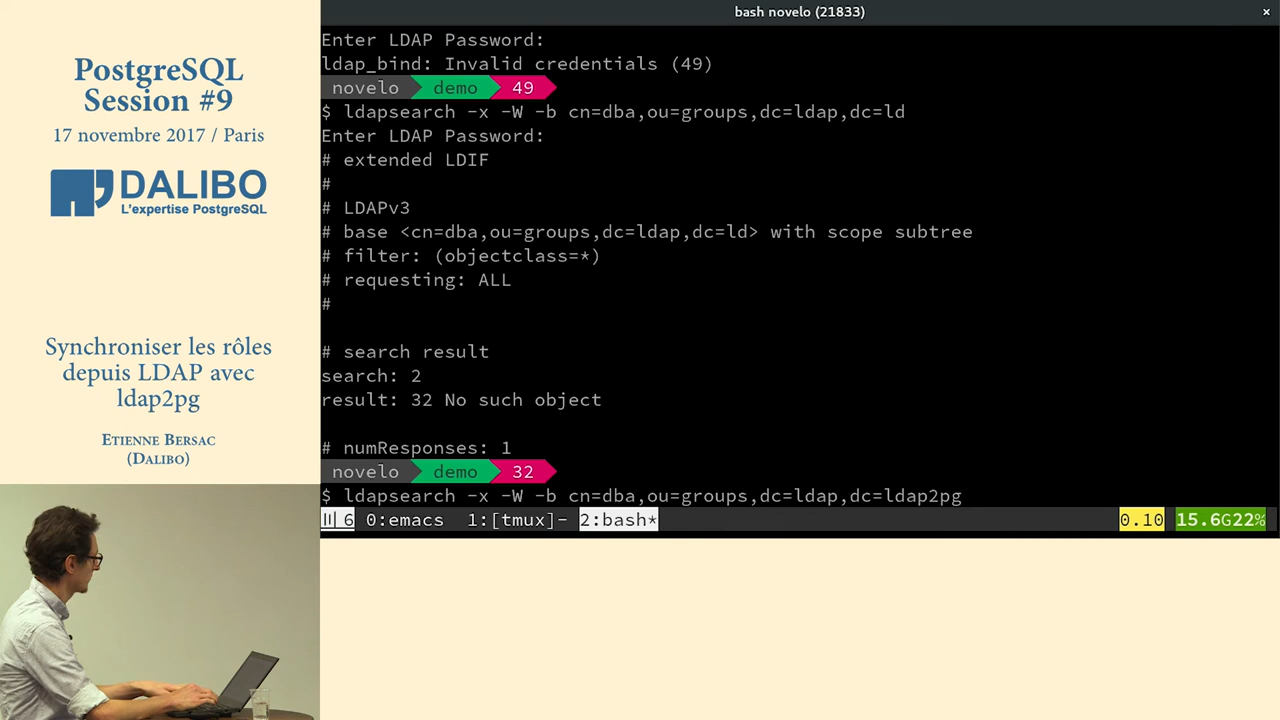 PostgreSQL
Session #9
17 novembre 2017 / Paris
DALIBO
L'expertise PostgreSQL
Synchroniser les rôles
depuis LDAP avec
ldap2pg
Etienne Bersac
(Dalibo)
bash novelo (21833) ×
Enter LDAP Password:
ldap_bind: Invalid credentials (49)
novelo demo 49
$ ldapsearch -x -W -b cn=dba,ou=groups,dc=ldap,dc=ld
Enter LDAP Password:
# extended LDIF
#
# LDAPv3
# base <cn=dba,ou=groups,dc=ldap,dc=ld> with scope subtree
# filter: (objectclass=*)
# requesting: ALL
#
# search result
search: 2
result: 32 No such object
# numResponses: 1
novelo demo 32
$ ldapsearch -x -W -b cn=dba,ou=groups,dc=ldap,dc=ldap2pg
6 0:emacs 1:[tmux]- 2:bash* 0.10 15.6G22%